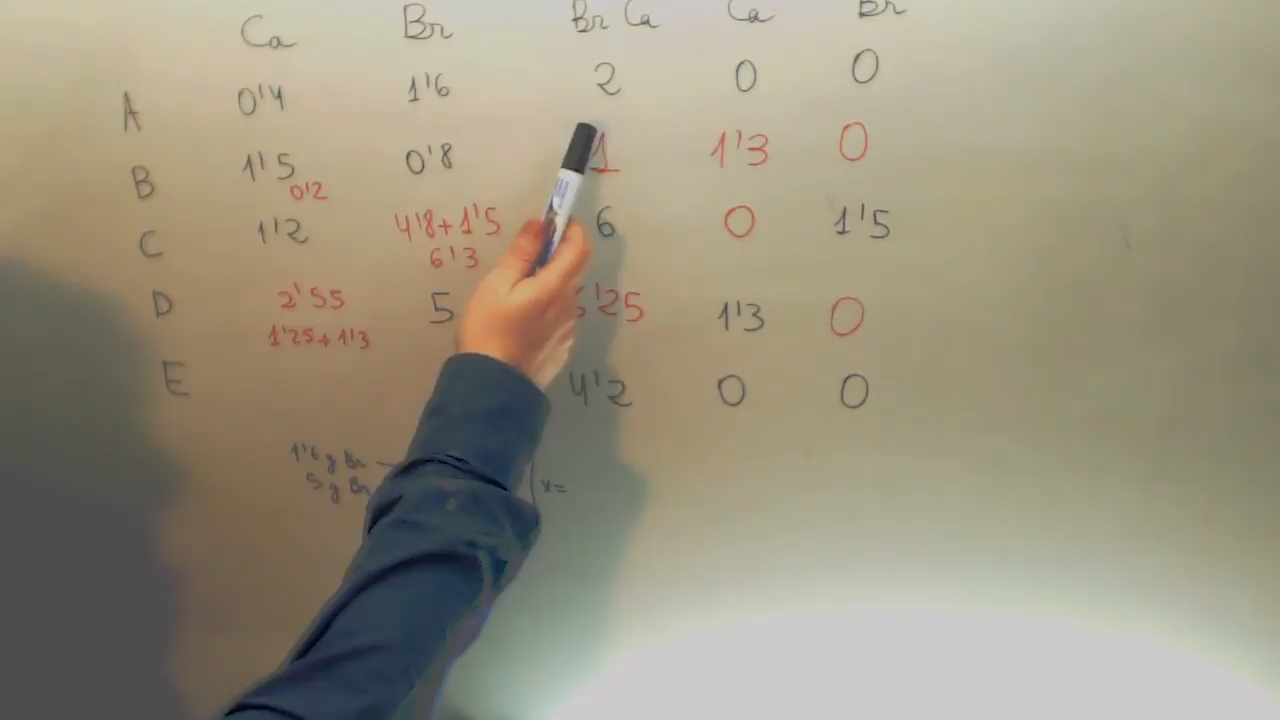 Ca Br Br Ca Ca Br
A 0'4 1'6 2 0 0
B 1'5 0'8 1 1'3 0
0'2
C 1'2 4'8+1'5 6 0 1'5
6'3
D 2'55 5 6'25 1'3 0
1'25+1'3
E 4'2 0 0
1'6 g Br
5 g Br x=